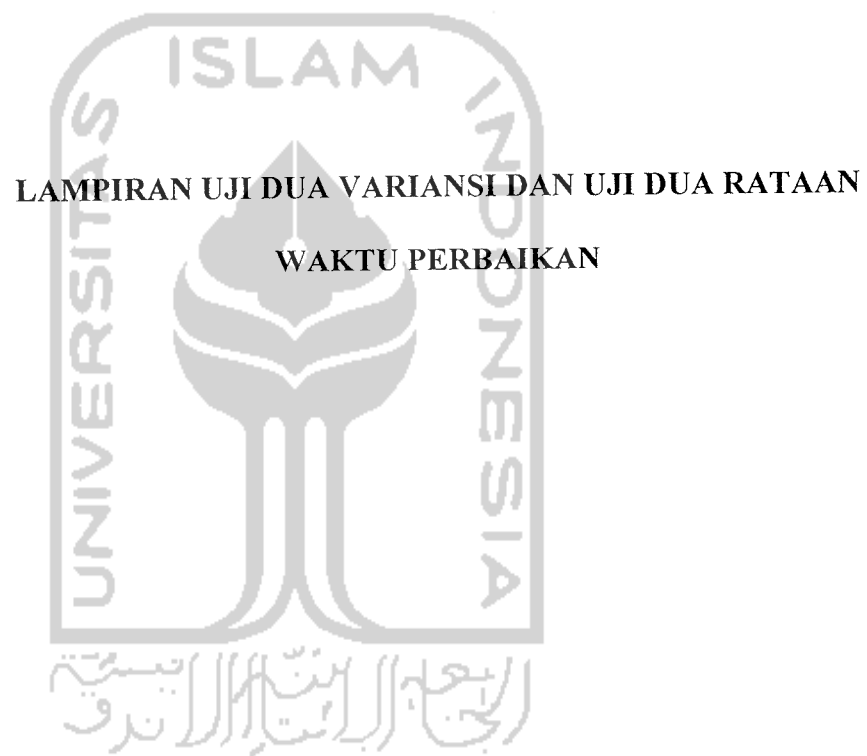 ISLAM
UNIVERSITAS
INDONESIA
LAMPIRAN UJI DUA VARIANSI DAN UJI DUA RATAAN
WAKTU PERBAIKAN